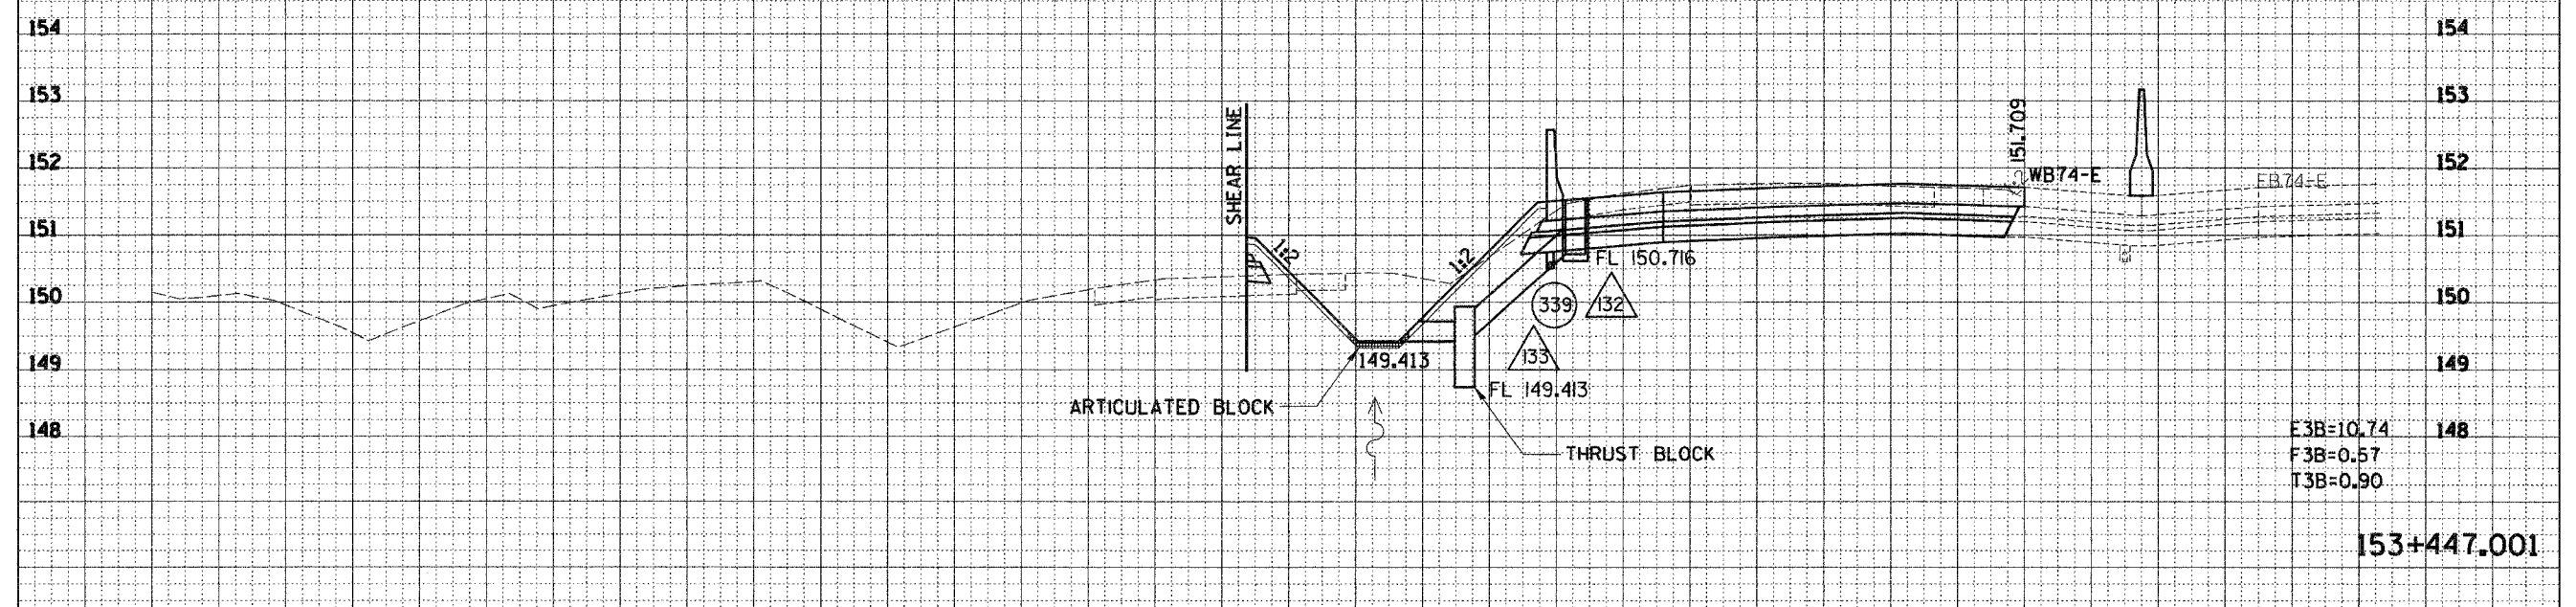 154 154
153 153
152 152
151 151
150 150
149 149
148 148
SHEAR LINE
1:2
1:2
151.709
WB74-E
EB74-E
FL 150.716
339
132
133
149.413
FL 149.413
ARTICULATED BLOCK
THRUST BLOCK
E3B=10.74
F3B=0.57
T3B=0.90
153+447.001